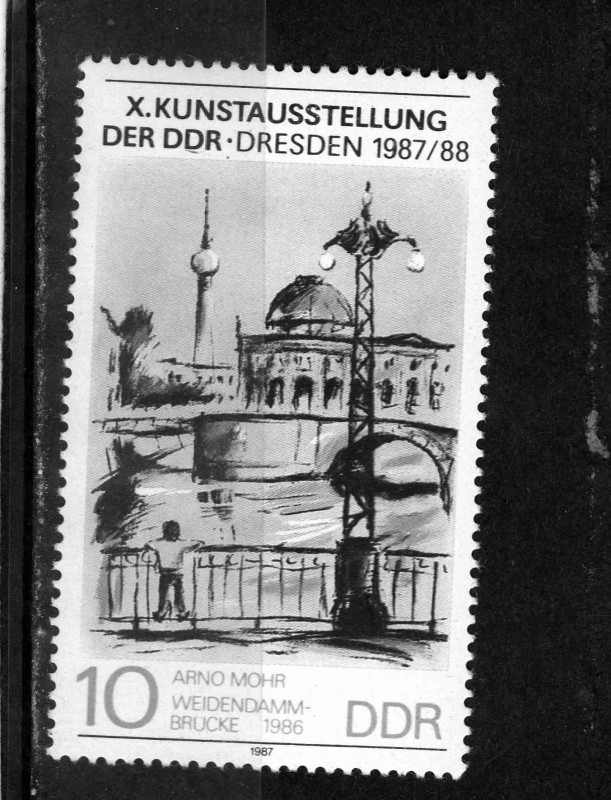 X.KUNSTAUSSTELLUNG
DER DDR·DRESDEN 1987/88
10 ARNO MOHR
WEIDENDAMM-
BRÜCKE 1986 DDR
1987